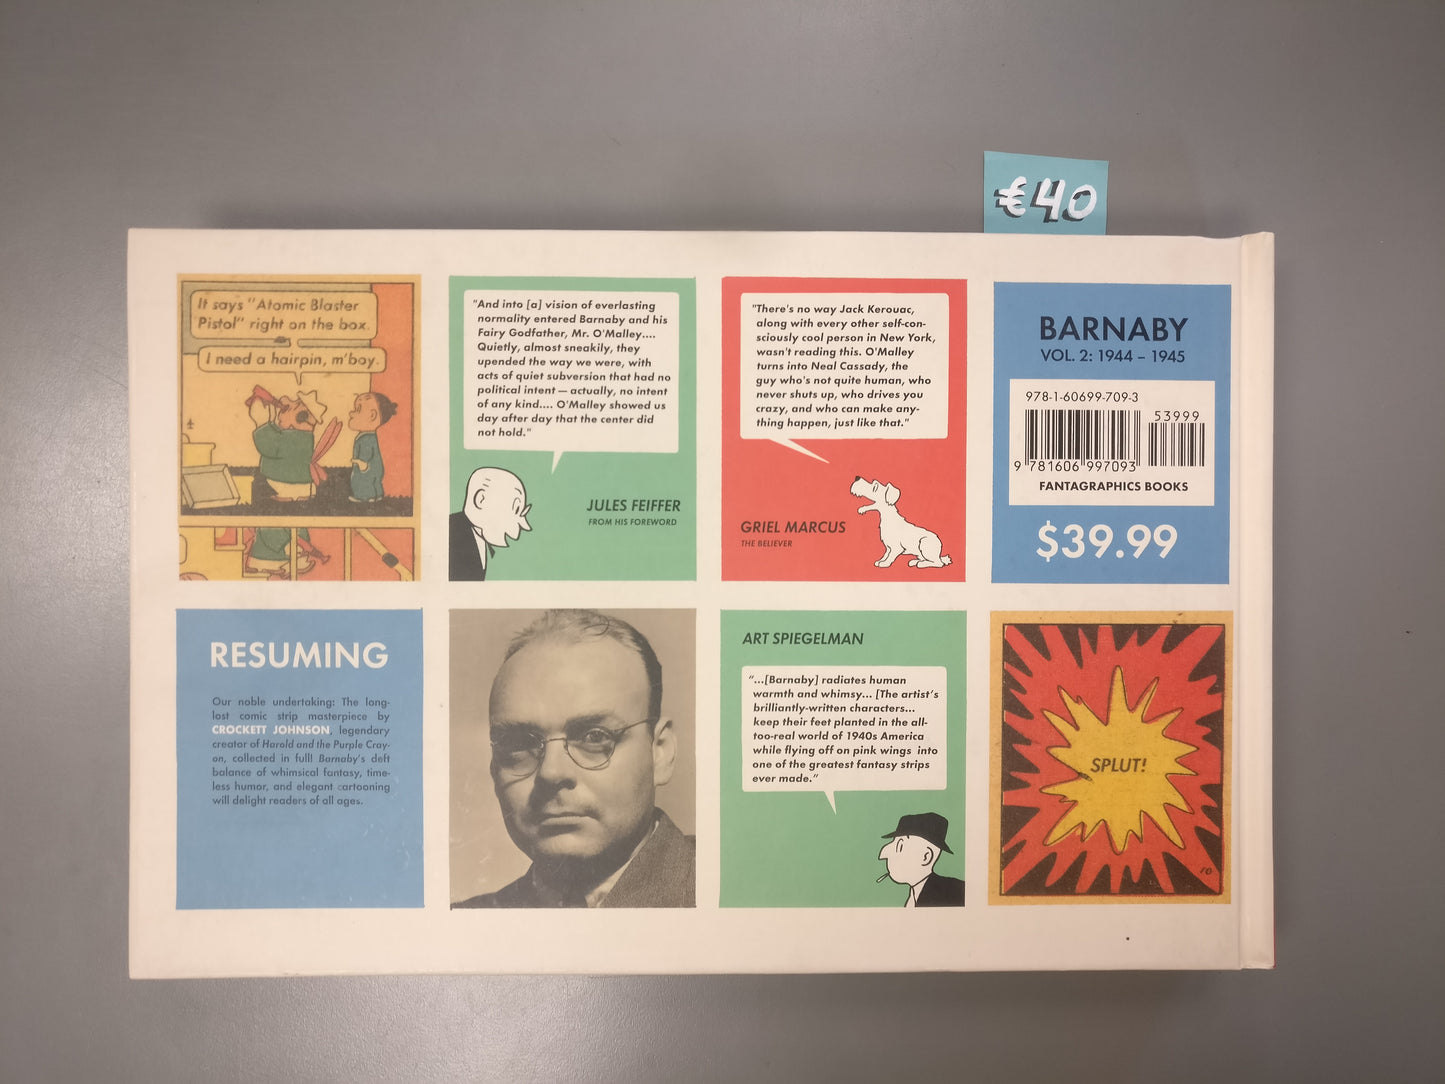 €40
It says "Atomic Blaster
Pistol" right on the box.
I need a hairpin, m'boy.
"And into [a] vision of everlasting
normality entered Barnaby and his
Fairy Godfather, Mr. O'Malley....
Quietly, almost sneakily, they
upended the way we were, with
acts of quiet subversion that had no
political intent — actually, no intent
of any kind.... O'Malley showed us
day after day that the center did
not hold."
JULES FEIFFER
FROM HIS FOREWORD
"There's no way Jack Kerouac,
along with every other self-con-
sciously cool person in New York,
wasn't reading this. O'Malley
turns into Neal Cassady, the
guy who's not quite human, who
never shuts up, who drives you
crazy, and who can make any-
thing happen, just like that."
GRIEL MARCUS
THE BELIEVER
BARNABY
VOL. 2: 1944 – 1945
978-1-60699-709-3
53999
9 781606 997093
FANTAGRAPHICS BOOKS
$39.99
RESUMING
Our noble undertaking: The long-
lost comic strip masterpiece by
CROCKETT JOHNSON, legendary
creator of Harold and the Purple Cray-
on, collected in full! Barnaby's deft
balance of whimsical fantasy, time-
less humor, and elegant cartooning
will delight readers of all ages.
ART SPIEGELMAN
"...[Barnaby] radiates human
warmth and whimsy... [The artist's
brilliantly-written characters...
keep their feet planted in the all-
too-real world of 1940s America
while flying off on pink wings into
one of the greatest fantasy strips
ever made."
SPLUT!
10